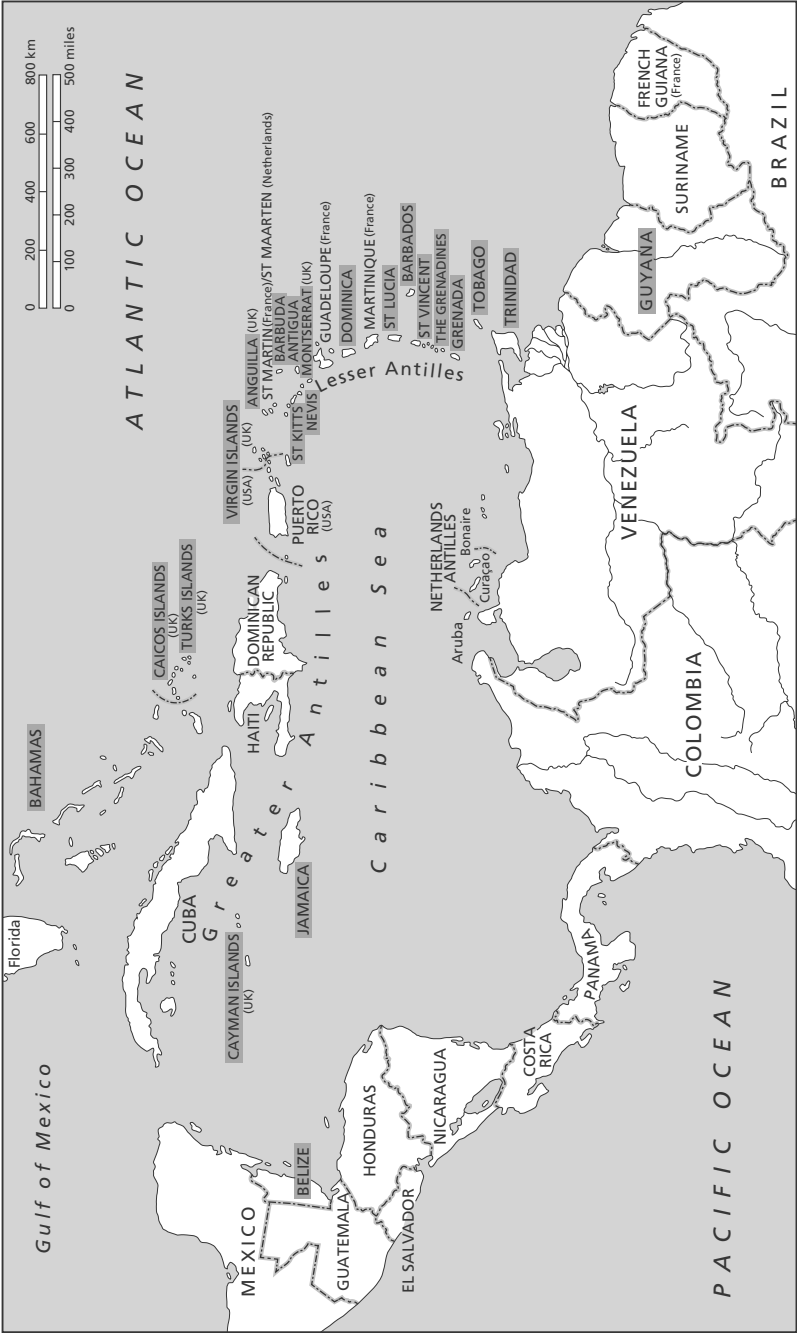 800 km
600
400
200
0
500 miles
400
300
200
100
0
ATLANTIC OCEAN
Gulf of Mexico
Florida
BAHAMAS
CAICOS ISLANDS
(UK)
TURKS ISLANDS
(UK)
CUBA
CAYMAN ISLANDS
(UK)
JAMAICA
Greater Antilles
HAITI
DOMINICAN
REPUBLIC
PUERTO
RICO
(USA)
VIRGIN ISLANDS
(USA) (UK)
ANGUILLA (UK)
ST MARTIN (France)/ST MAARTEN (Netherlands)
BARBUDA
ANTIGUA
MONTSERRAT (UK)
ST KITTS
NEVIS
GUADELOUPE (France)
DOMINICA
MARTINIQUE (France)
ST LUCIA
BARBADOS
ST VINCENT
THE GRENADINES
GRENADA
Lesser Antilles
TOBAGO
TRINIDAD
Caribbean Sea
NETHERLANDS
ANTILLES
Bonaire
Curaçao
Aruba
MEXICO
BELIZE
GUATEMALA
HONDURAS
EL SALVADOR
NICARAGUA
COSTA
RICA
PANAMA
COLOMBIA
VENEZUELA
GUYANA
SURINAME
FRENCH
GUIANA
(France)
BRAZIL
PACIFIC OCEAN